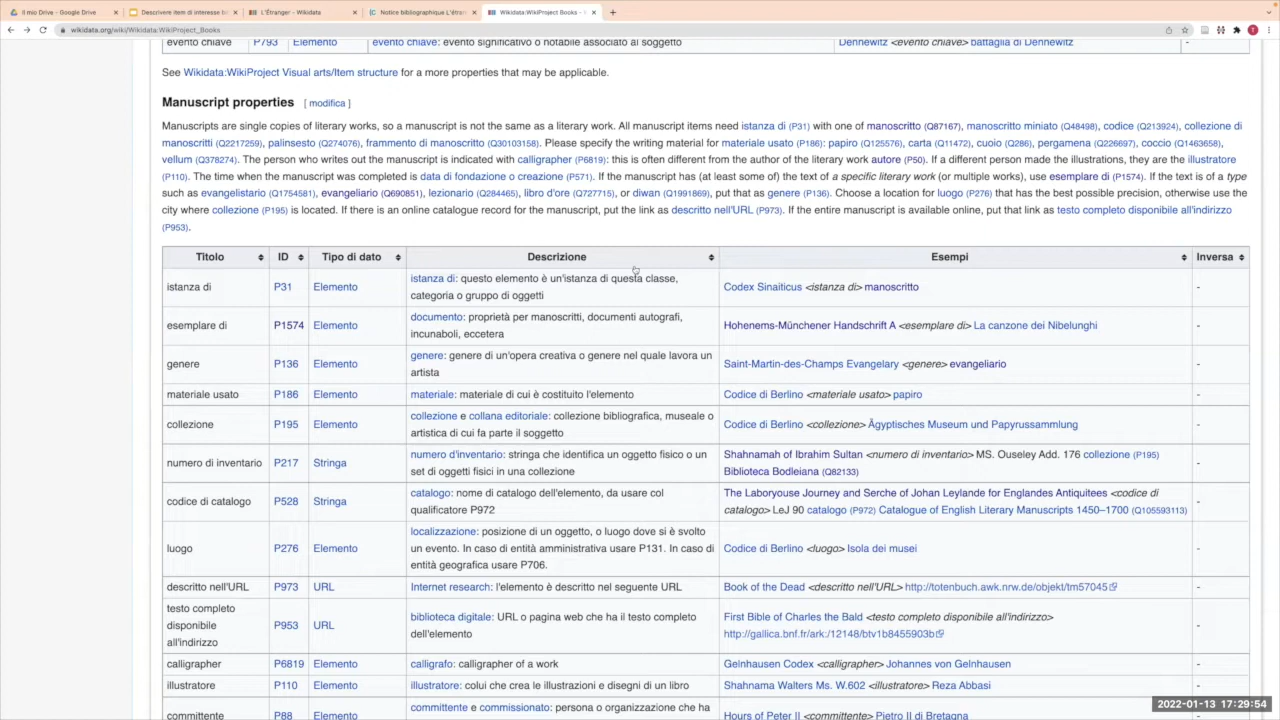 Il mio Drive – Google Drive
Descrivere item di interesse bi
L'Étranger - Wikidata
Notice bibliographique L'étran
Wikidata:WikiProject Books -
wikidata.org/wiki/Wikidata:WikiProject_Books
evento chiave P793 Elemento evento chiave: evento significativo o notabile associato al soggetto Dennewitz <evento chiave> battaglia di Dennewitz -
See Wikidata:WikiProject Visual arts/Item structure for a more properties that may be applicable.
Manuscript properties [ modifica ]
Manuscripts are single copies of literary works, so a manuscript is not the same as a literary work. All manuscript items need istanza di (P31) with one of manoscritto (Q87167), manoscritto miniato (Q48498), codice (Q213924), collezione di
manoscritti (Q2217259), palinsesto (Q274076), frammento di manoscritto (Q30103158). Please specify the writing material for materiale usato (P186): papiro (Q125576), carta (Q11472), cuoio (Q286), pergamena (Q226697), coccio (Q1463658),
vellum (Q378274). The person who writes out the manuscript is indicated with calligrapher (P6819): this is often different from the author of the literary work autore (P50). If a different person made the illustrations, they are the illustratore
(P110). The time when the manuscript was completed is data di fondazione o creazione (P571). If the manuscript has (at least some of) the text of a specific literary work (or multiple works), use esemplare di (P1574). If the text is of a type
such as evangelistario (Q1754581), evangeliario (Q690851), lezionario (Q284465), libro d'ore (Q727715), or diwan (Q1991869), put that as genere (P136). Choose a location for luogo (P276) that has the best possible precision, otherwise use the
city where collezione (P195) is located. If there is an online catalogue record for the manuscript, put the link as descritto nell'URL (P973). If the entire manuscript is available online, put that link as testo completo disponibile all'indirizzo
(P953).
Titolo ID Tipo di dato Descrizione Esempi Inversa
istanza di P31 Elemento istanza di: questo elemento è un'istanza di questa classe,
categoria o gruppo di oggetti Codex Sinaiticus <istanza di> manoscritto -
esemplare di P1574 Elemento documento: proprietà per manoscritti, documenti autografi,
incunaboli, eccetera Hohenems-Münchener Handschrift A <esemplare di> La canzone dei Nibelunghi -
genere P136 Elemento genere: genere di un'opera creativa o genere nel quale lavora un
artista Saint-Martin-des-Champs Evangelary <genere> evangeliario -
materiale usato P186 Elemento materiale: materiale di cui è costituito l'elemento Codice di Berlino <materiale usato> papiro -
collezione P195 Elemento collezione e collana editoriale: collezione bibliografica, museale o
artistica di cui fa parte il soggetto Codice di Berlino <collezione> Ägyptisches Museum und Papyrussammlung -
numero di inventario P217 Stringa numero d'inventario: stringa che identifica un oggetto fisico o un
set di oggetti fisici in una collezione Shahnamah of Ibrahim Sultan <numero di inventario> MS. Ouseley Add. 176 collezione (P195)
Biblioteca Bodleiana (Q82133) -
codice di catalogo P528 Stringa catalogo: nome di catalogo dell'elemento, da usare col
qualificatore P972 The Laboryouse Journey and Serche of Johan Leylande for Englandes Antiquitees <codice di
catalogo> LeJ 90 catalogo (P972) Catalogue of English Literary Manuscripts 1450–1700 (Q105593113) -
luogo P276 Elemento localizzazione: posizione di un oggetto, o luogo dove si è svolto
un evento. In caso di entità amministrativa usare P131. In caso di
entità geografica usare P706. Codice di Berlino <luogo> Isola dei musei -
descritto nell'URL P973 URL Internet research: l'elemento è descritto nel seguente URL Book of the Dead <descritto nell'URL> http://totenbuch.awk.nrw.de/objekt/tm57045 -
testo completo
disponibile
all'indirizzo P953 URL biblioteca digitale: URL o pagina web che ha il testo completo
dell'elemento First Bible of Charles the Bald <testo completo disponibile all'indirizzo>
http://gallica.bnf.fr/ark:/12148/btv1b8455903b -
calligrapher P6819 Elemento calligrafo: calligrapher of a work Gelnhausen Codex <calligrapher> Johannes von Gelnhausen -
illustratore P110 Elemento illustratore: colui che crea le illustrazioni e disegni di un libro Shahnama Walters Ms. W.602 <illustratore> Reza Abbasi -
committente P88 Elemento committente e commissionato: persona o organizzazione che ha Hours of Peter II <committente> Pietro II di Bretagna -
2022-01-13 17:29:54